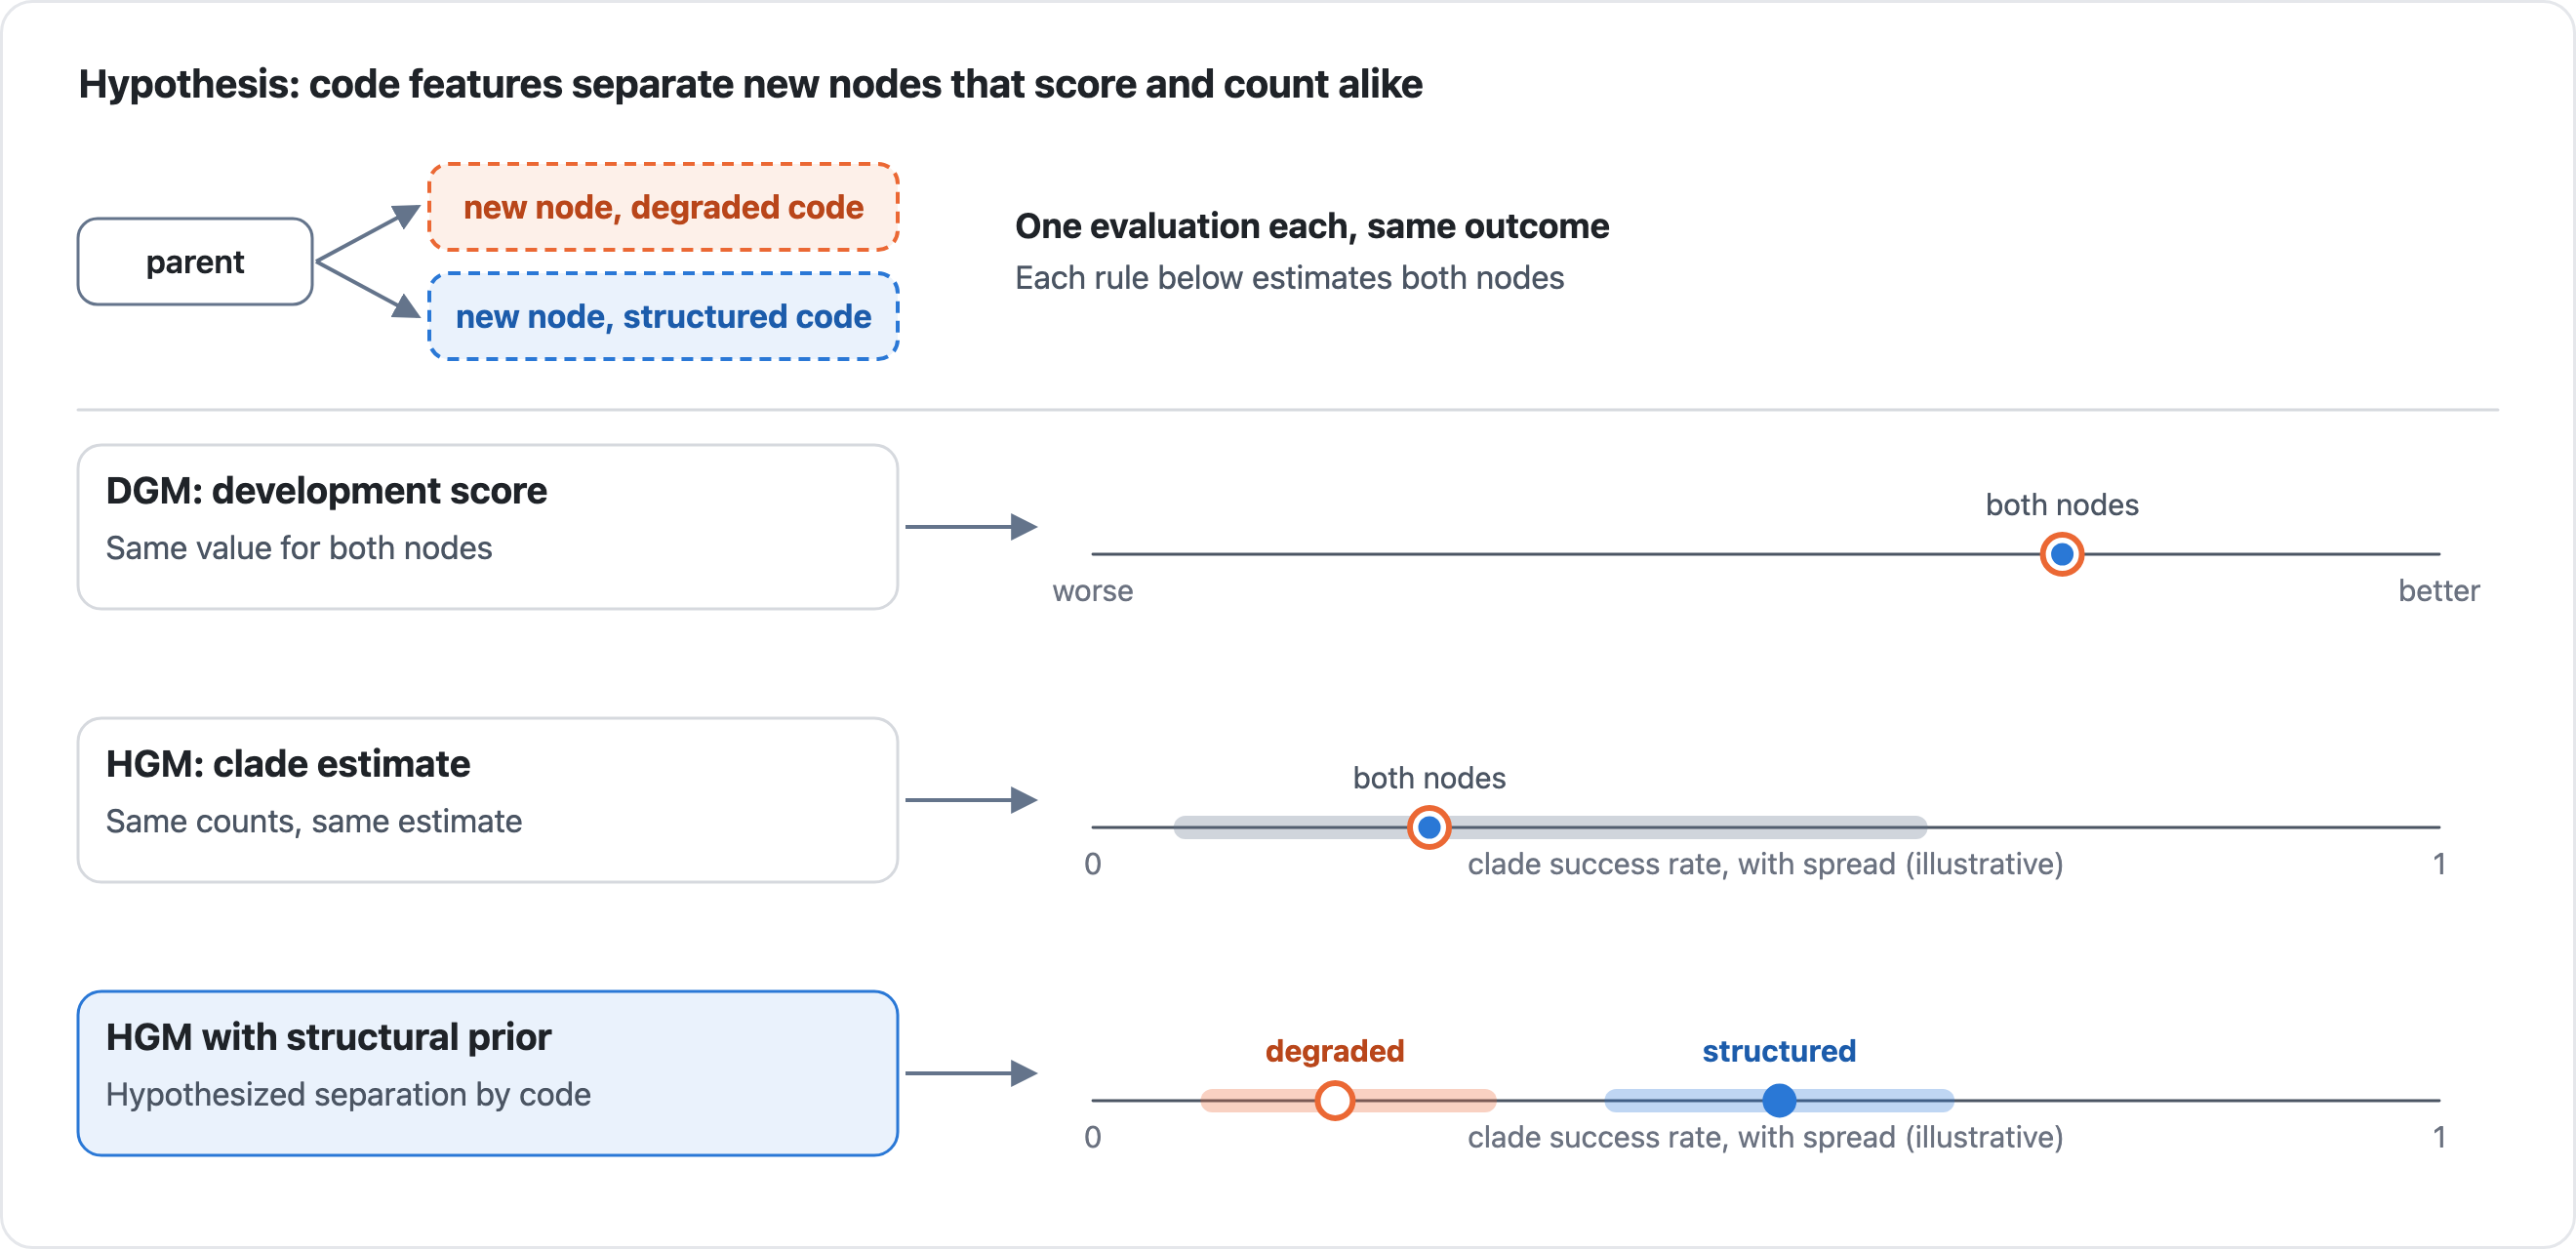 Hypothesis: code features separate new nodes that score and count alike
parent
new node, degraded code
new node, structured code
One evaluation each, same outcome
Each rule below estimates both nodes
DGM: development score
Same value for both nodes
both nodes
worse
better
HGM: clade estimate
Same counts, same estimate
both nodes
0
clade success rate, with spread (illustrative)
1
HGM with structural prior
Hypothesized separation by code
degraded
structured
0
clade success rate, with spread (illustrative)
1